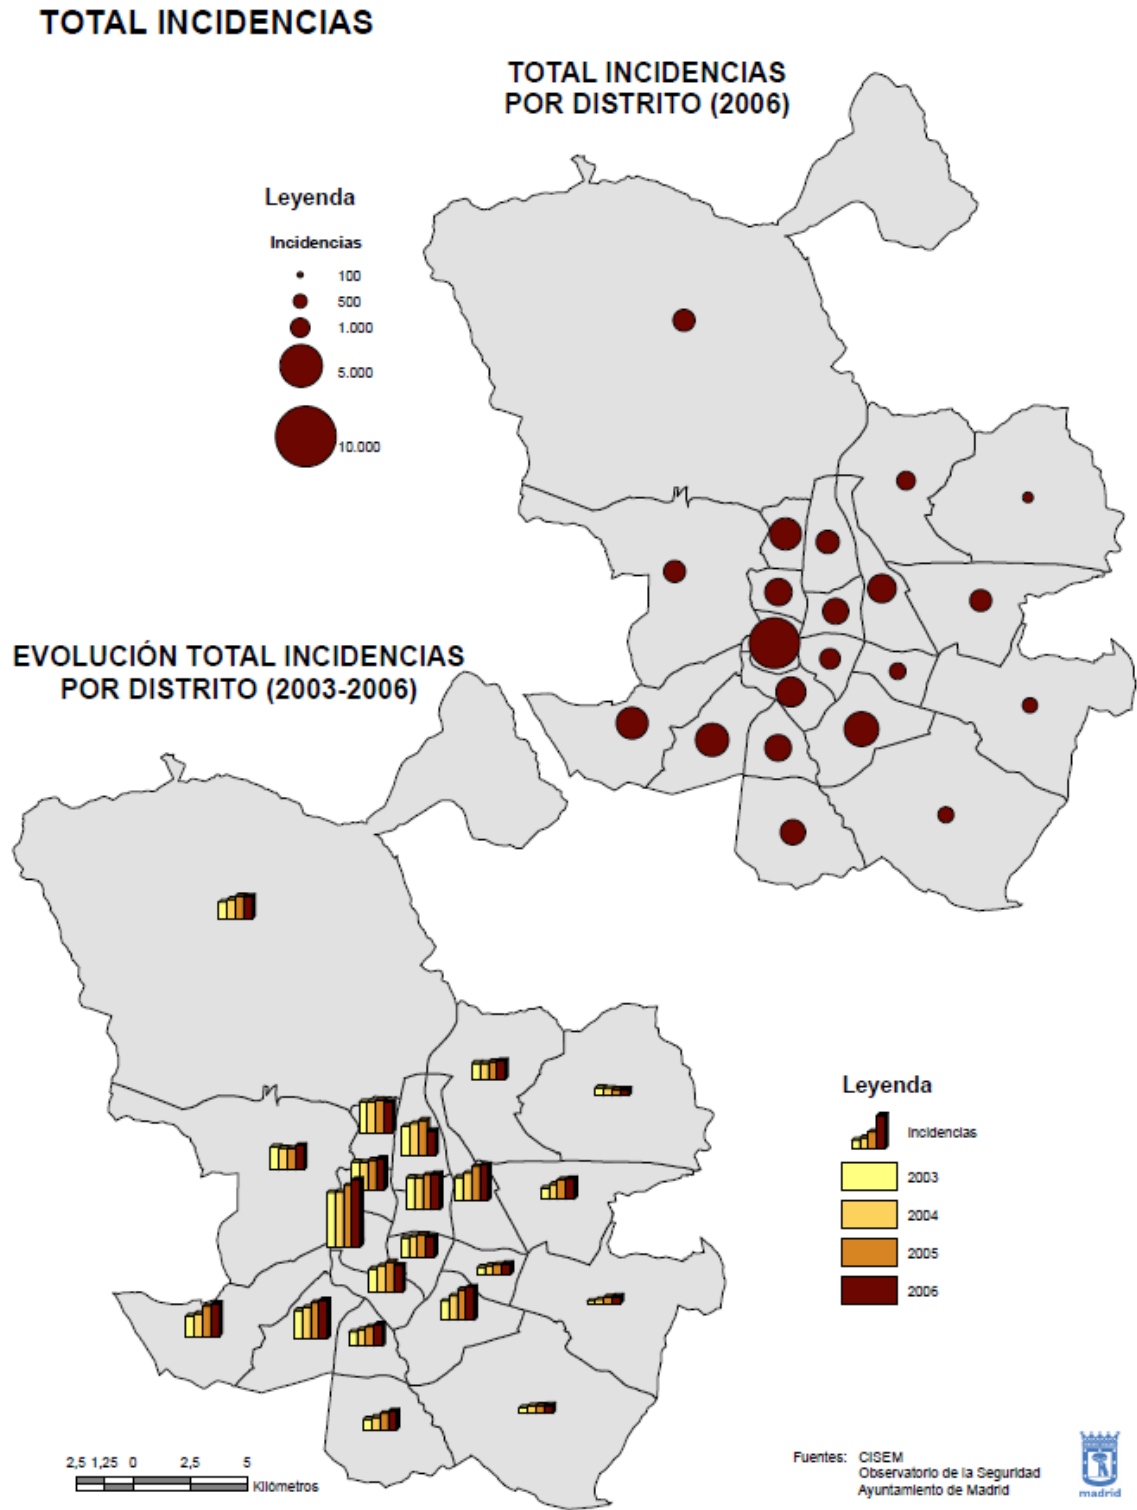 TOTAL INCIDENCIAS
TOTAL INCIDENCIAS
POR DISTRITO (2006)
Leyenda
Incidencias
100
500
1.000
5.000
10.000
EVOLUCIÓN TOTAL INCIDENCIAS
POR DISTRITO (2003-2006)
Leyenda
Incidencias
2003
2004
2005
2006
2,5 1,25 0 2,5 5
Kilómetros
Fuentes: CISEM
Observatorio de la Seguridad
Ayuntamiento de Madrid
madrid